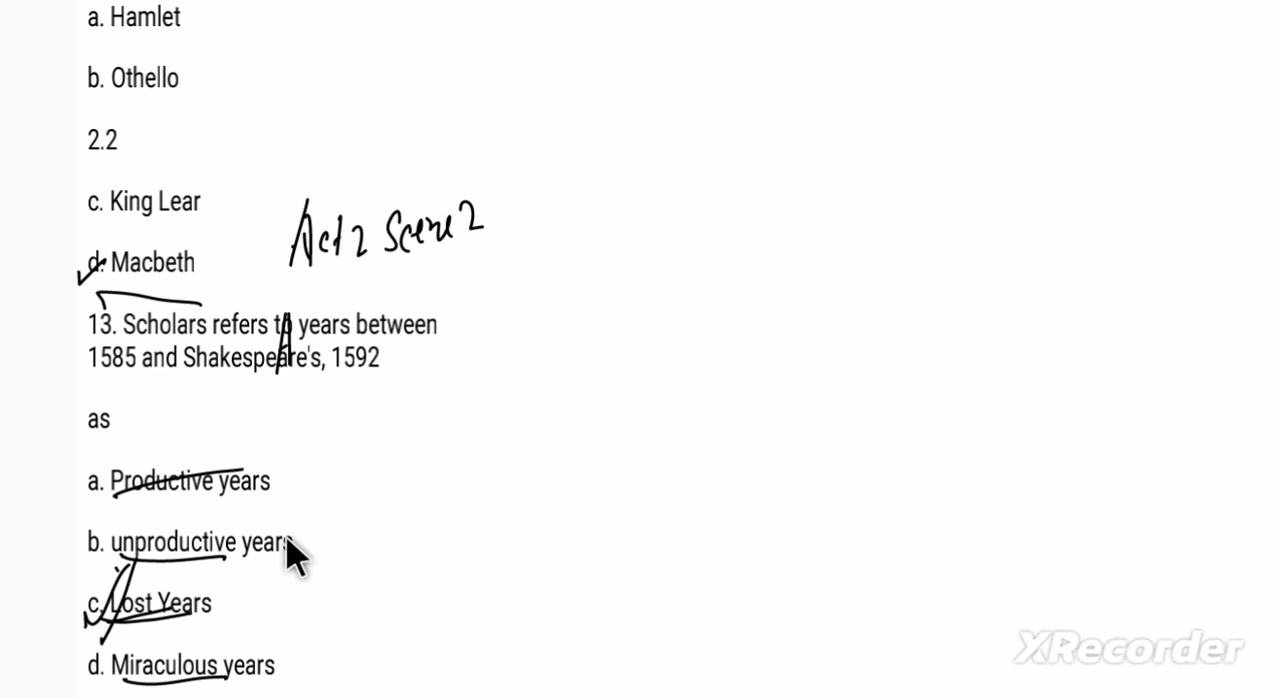 a. Hamlet
b. Othello
2.2
c. King Lear
Act 2 Scene 2
d. Macbeth
13. Scholars refers to years between
1585 and Shakespeare's, 1592
as
a. Productive years
b. unproductive years
c. Lost Years
d. Miraculous years
XRecorder